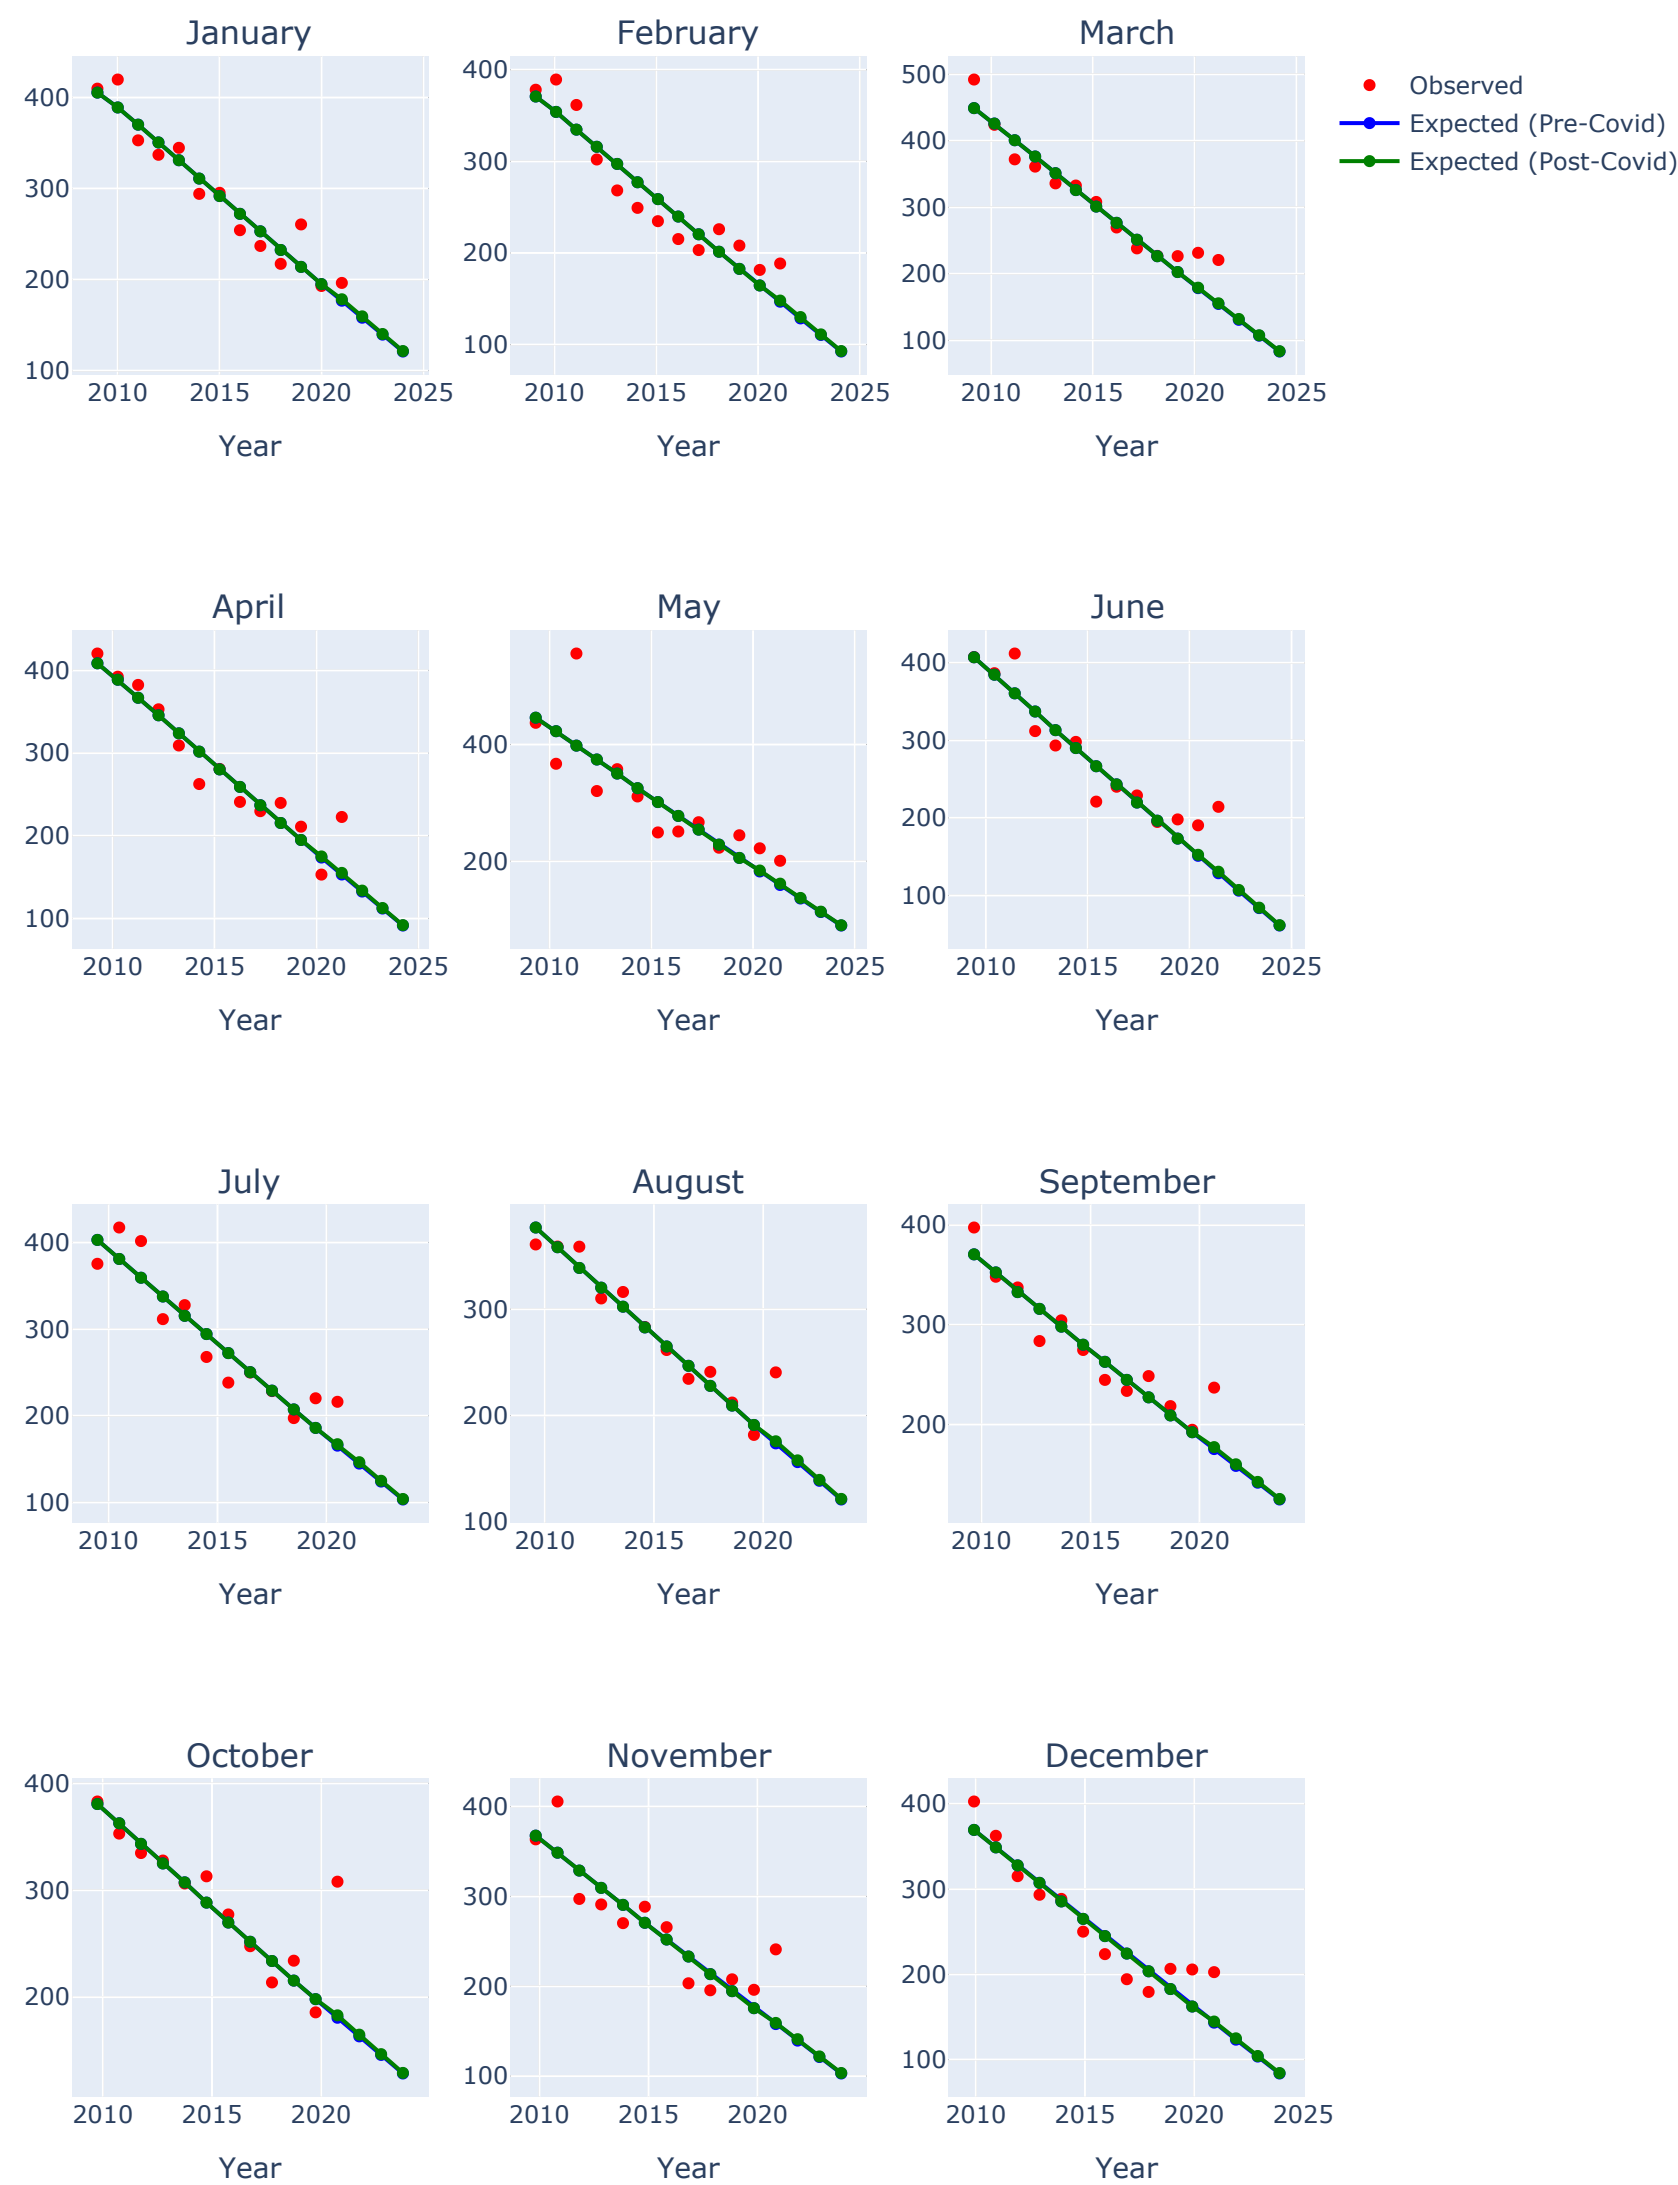 January February March
400
300
200
100
2010 2015 2020 2025
Year
400
300
200
100
2010 2015 2020 2025
Year
500
400
300
200
100
2010 2015 2020 2025
Year
Observed
Expected (Pre-Covid)
Expected (Post-Covid)
April May June
400
300
200
100
2010 2015 2020 2025
Year
400
200
2010 2015 2020 2025
Year
400
300
200
100
2010 2015 2020 2025
Year
July August September
400
300
200
100
2010 2015 2020
Year
300
200
100
2010 2015 2020
Year
400
300
200
2010 2015 2020
Year
October November December
400
300
200
2010 2015 2020
Year
400
300
200
100
2010 2015 2020
Year
400
300
200
100
2010 2015 2020 2025
Year